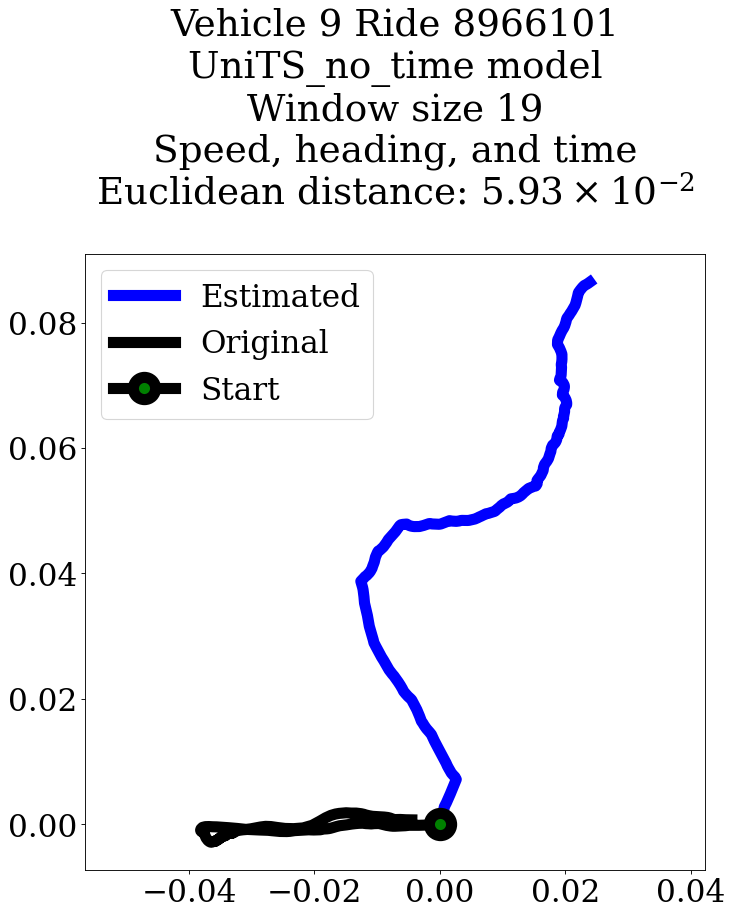 Vehicle 9 Ride 8966101
UniTS_no_time model
Window size 19
Speed, heading, and time
Euclidean distance: 5.93 × 10⁻²
Estimated
Original
Start
0.08
0.06
0.04
0.02
0.00
−0.04
−0.02
0.00
0.02
0.04